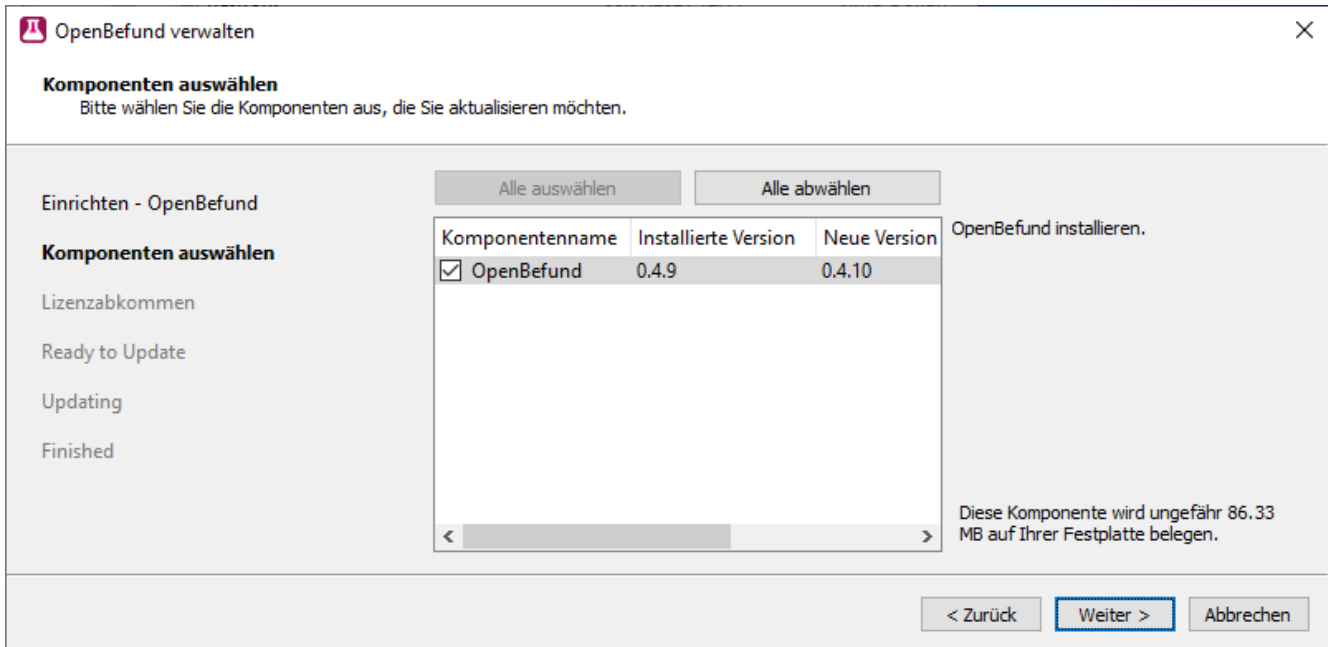 OpenBefund verwalten
Komponenten auswählen
Bitte wählen Sie die Komponenten aus, die Sie aktualisieren möchten.
Einrichten - OpenBefund
Komponenten auswählen
Lizenzabkommen
Ready to Update
Updating
Finished
Alle auswählen
Alle abwählen
Komponentenname Installierte Version Neue Version
OpenBefund 0.4.9 0.4.10
OpenBefund installieren.
Diese Komponente wird ungefähr 86.33
MB auf Ihrer Festplatte belegen.
< Zurück
Weiter >
Abbrechen